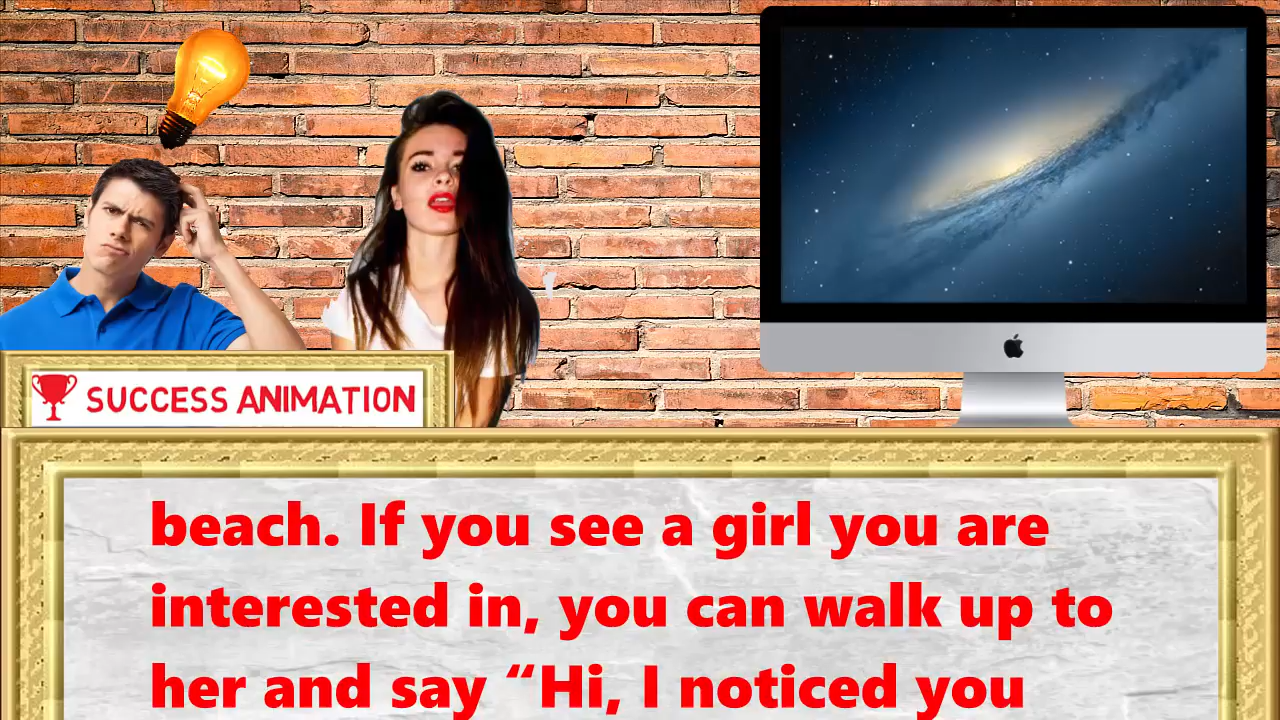 SUCCESS ANIMATION
beach. If you see a girl you are
interested in, you can walk up to
her and say “Hi, I noticed you